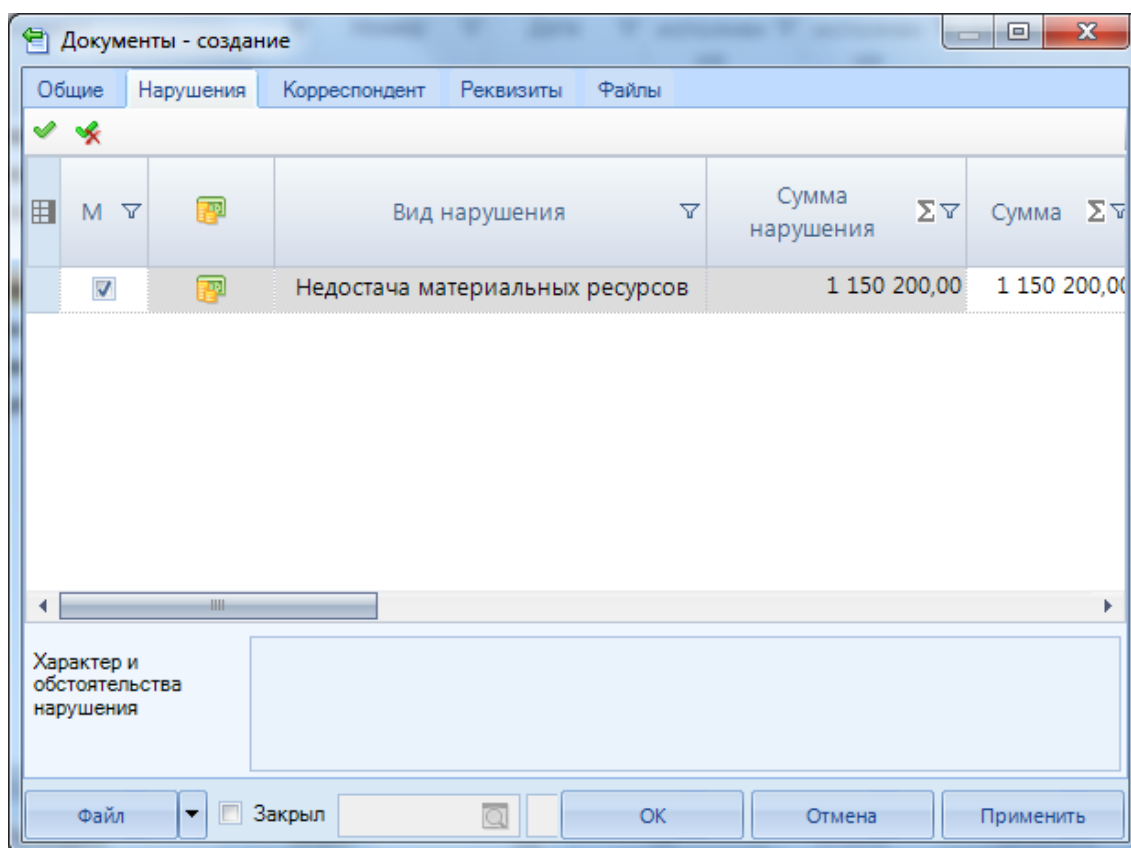 Документы - создание
Общие Нарушения Корреспондент Реквизиты Файлы
М Вид нарушения Сумма нарушения Σ Сумма Σ
Недостача материальных ресурсов 1 150 200,00 1 150 200,00
Характер и
обстоятельства
нарушения
Файл Закрыл ОК Отмена Применить